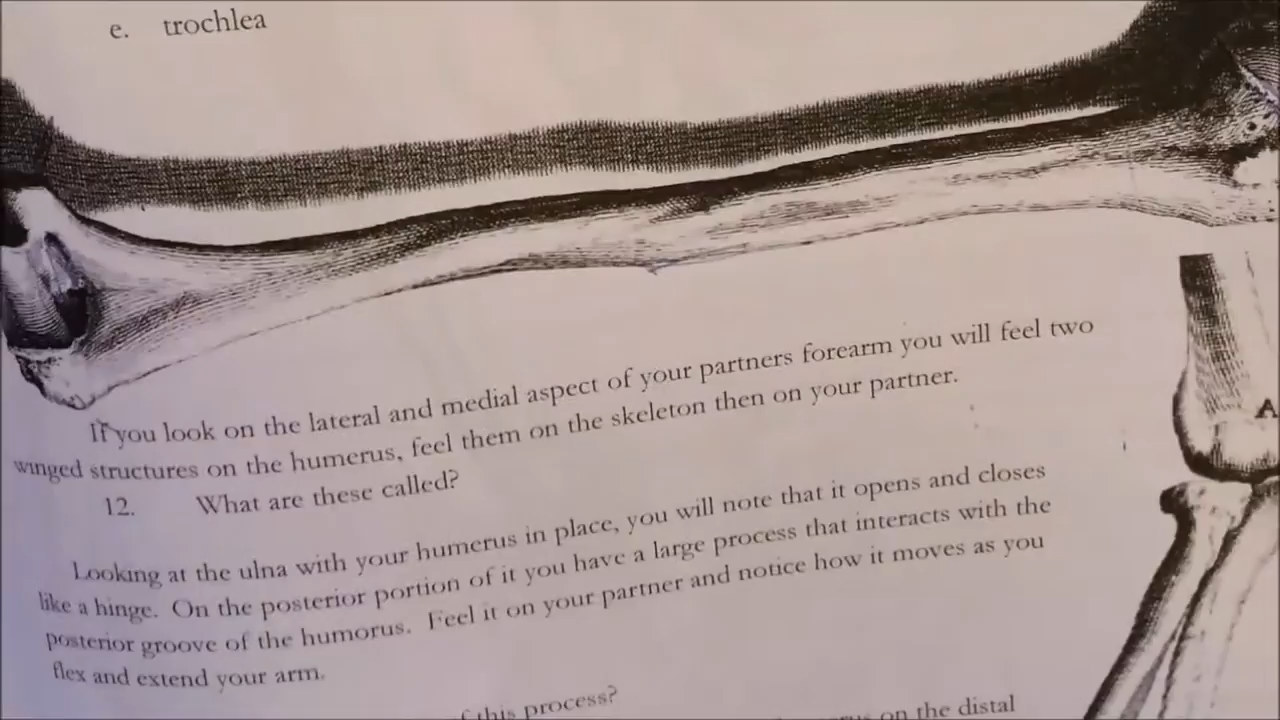 e. trochlea
If you look on the lateral and medial aspect of your partners forearm you will feel two
winged structures on the humerus, feel them on the skeleton then on your partner.
12. What are these called?
Looking at the ulna with your humerus in place, you will note that it opens and closes
like a hinge. On the posterior portion of it you have a large process that interacts with the
posterior groove of the humorus. Feel it on your partner and notice how it moves as you
flex and extend your arm.
this process?
on the distal
A